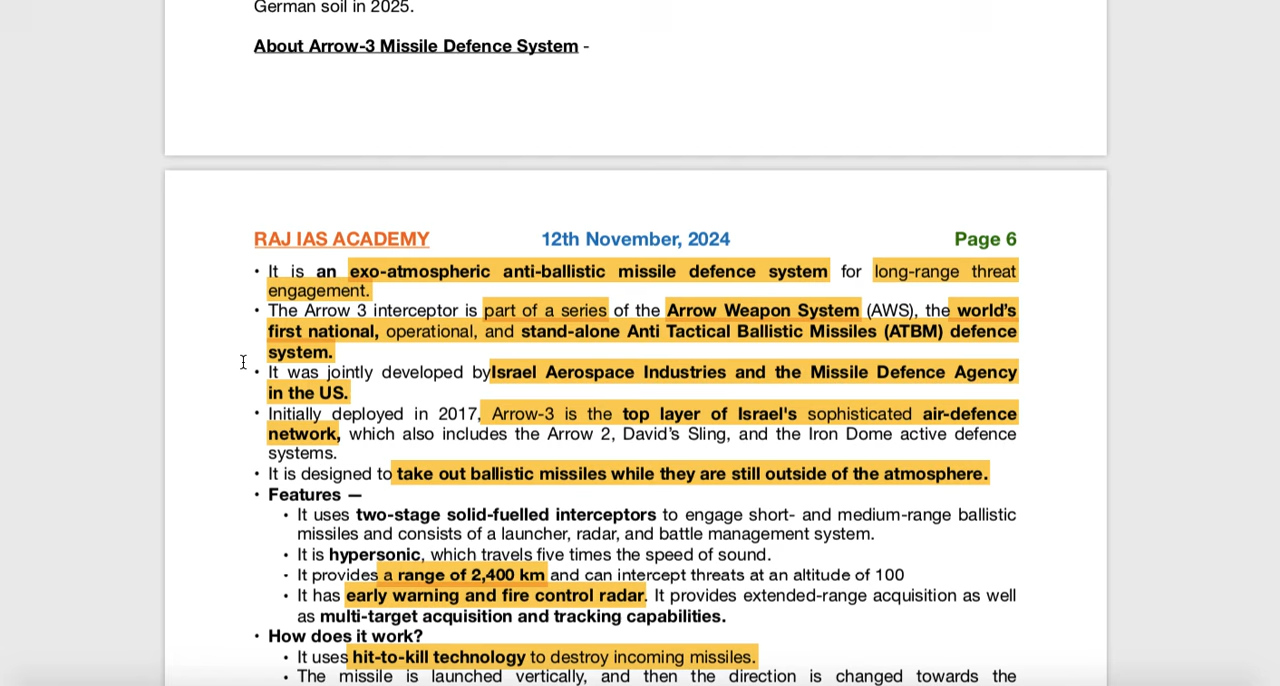 German soil in 2025.
About Arrow-3 Missile Defence System -
RAJ IAS ACADEMY 12th November, 2024 Page 6
• It is an exo-atmospheric anti-ballistic missile defence system for long-range threat
engagement.
• The Arrow 3 interceptor is part of a series of the Arrow Weapon System (AWS), the world's
first national, operational, and stand-alone Anti Tactical Ballistic Missiles (ATBM) defence
system.
• It was jointly developed byIsrael Aerospace Industries and the Missile Defence Agency
in the US.
• Initially deployed in 2017, Arrow-3 is the top layer of Israel's sophisticated air-defence
network, which also includes the Arrow 2, David's Sling, and the Iron Dome active defence
systems.
• It is designed to take out ballistic missiles while they are still outside of the atmosphere.
• Features —
• It uses two-stage solid-fuelled interceptors to engage short- and medium-range ballistic
missiles and consists of a launcher, radar, and battle management system.
• It is hypersonic, which travels five times the speed of sound.
• It provides a range of 2,400 km and can intercept threats at an altitude of 100
• It has early warning and fire control radar. It provides extended-range acquisition as well
as multi-target acquisition and tracking capabilities.
• How does it work?
• It uses hit-to-kill technology to destroy incoming missiles.
• The missile is launched vertically, and then the direction is changed towards the